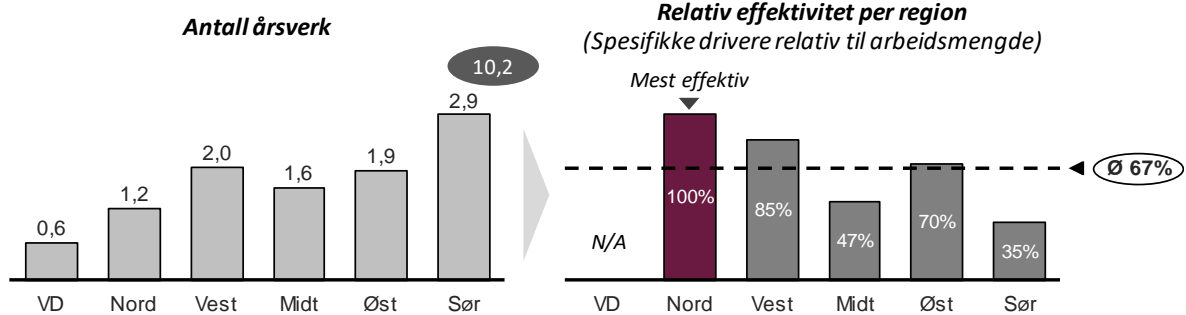 Antall årsverk
10,2
0,6
1,2
2,0
1,6
1,9
2,9
VD Nord Vest Midt Øst Sør
Relativ effektivitet per region
(Spesifikke drivere relativ til arbeidsmengde)
Mest effektiv
Ø 67%
N/A
100%
85%
47%
70%
35%
VD Nord Vest Midt Øst Sør